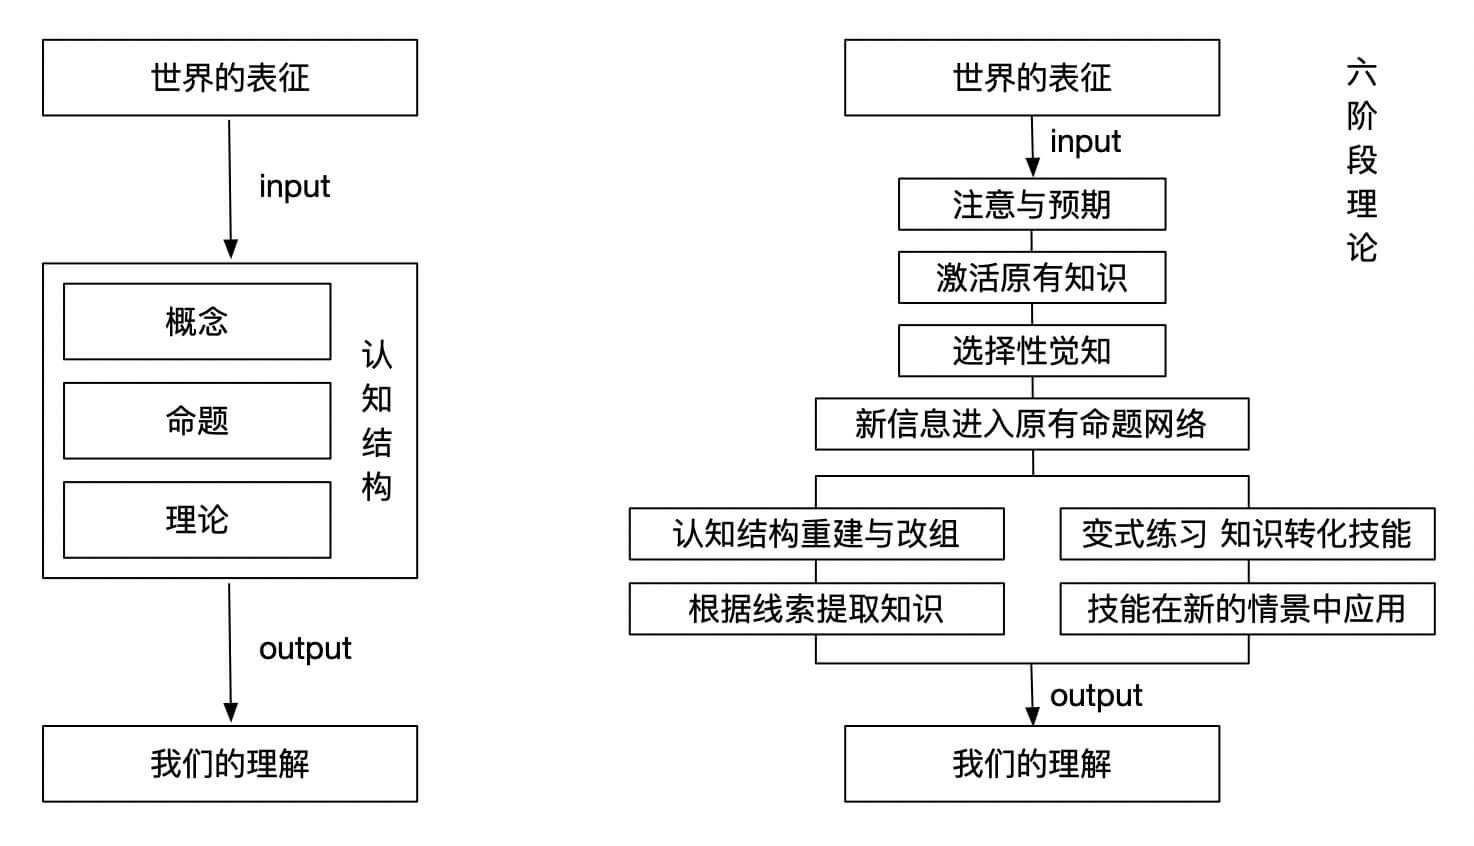 世界的表征
input
概念
命题
理论
认知结构
output
我们的理解
世界的表征
input
注意与预期
激活原有知识
选择性觉知
新信息进入原有命题网络
认知结构重建与改组
变式练习 知识转化技能
根据线索提取知识
技能在新的情景中应用
output
我们的理解
六阶段理论